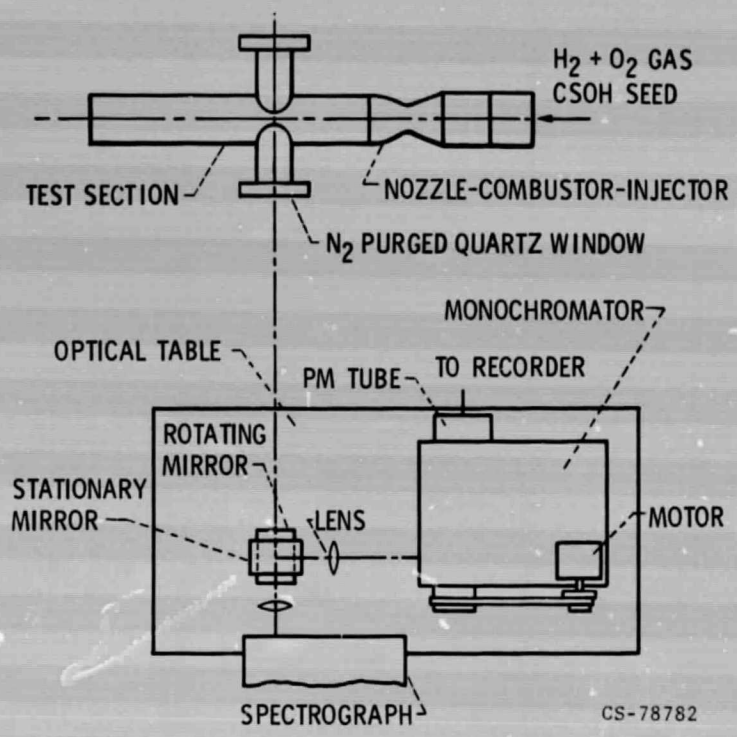 H2 + O2 GAS
CSOH SEED
TEST SECTION
NOZZLE-COMBUSTOR-INJECTOR
N2 PURGED QUARTZ WINDOW
MONOCHROMATOR
OPTICAL TABLE
PM TUBE
TO RECORDER
ROTATING
MIRROR
STATIONARY
MIRROR
LENS
MOTOR
SPECTROGRAPH
CS-78782